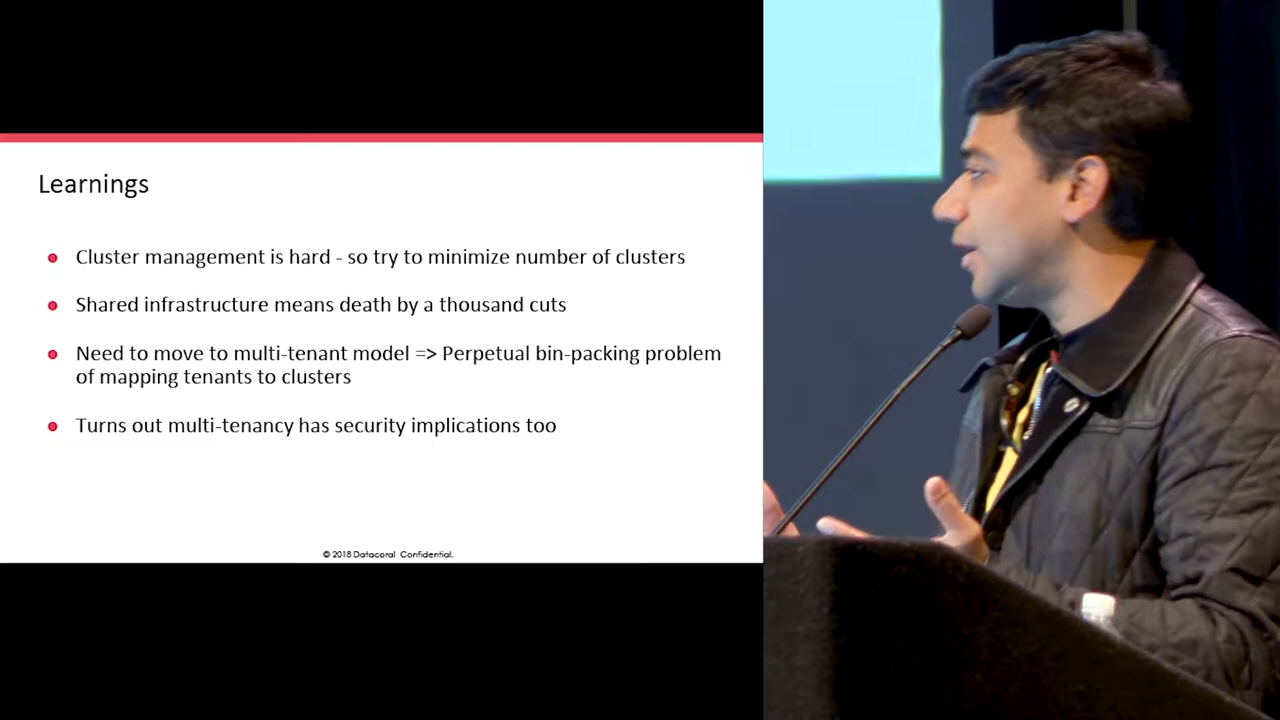 Learnings
Cluster management is hard - so try to minimize number of clusters
Shared infrastructure means death by a thousand cuts
Need to move to multi-tenant model => Perpetual bin-packing problem
of mapping tenants to clusters
Turns out multi-tenancy has security implications too
© 2018 Datacoral Confidential.